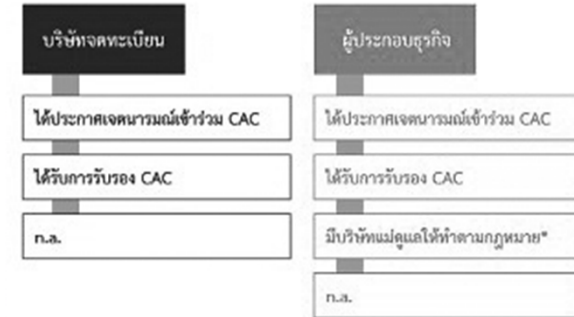 บริษัทจดทะเบียน
ได้ประกาศเจตนารมณ์เข้าร่วม CAC
ได้รับการรับรอง CAC
n.a.
ผู้ประกอบธุรกิจ
ได้ประกาศเจตนารมณ์เข้าร่วม CAC
ได้รับการรับรอง CAC
มีบริษัทแม่ดูแลให้ทำตามกฎหมาย*
n.a.